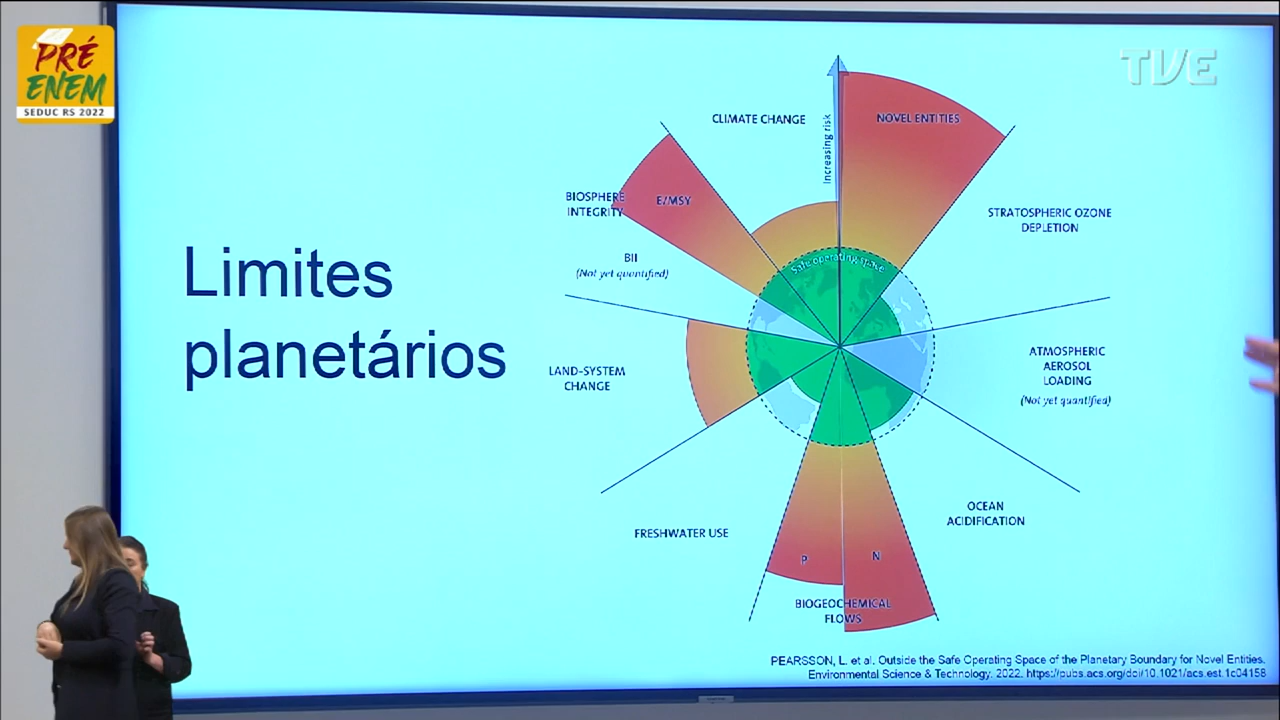 PRÉ
ENEM
SEDUC RS 2022
TVE
Limites
planetários
CLIMATE CHANGE
Increasing risk
NOVEL ENTITIES
BIOSPHERE
INTEGRITY
E/MSY
BII
(Not yet quantified)
STRATOSPHERIC OZONE
DEPLETION
Safe operating space
LAND-SYSTEM
CHANGE
ATMOSPHERIC
AEROSOL
LOADING
(Not yet quantified)
FRESHWATER USE
OCEAN
ACIDIFICATION
P
N
BIOGEOCHEMICAL
FLOWS
PEARSSON, L. et al. Outside the Safe Operating Space of the Planetary Boundary for Novel Entities.
Environmental Science & Technology. 2022. https://pubs.acs.org/doi/10.1021/acs.est.1c04158